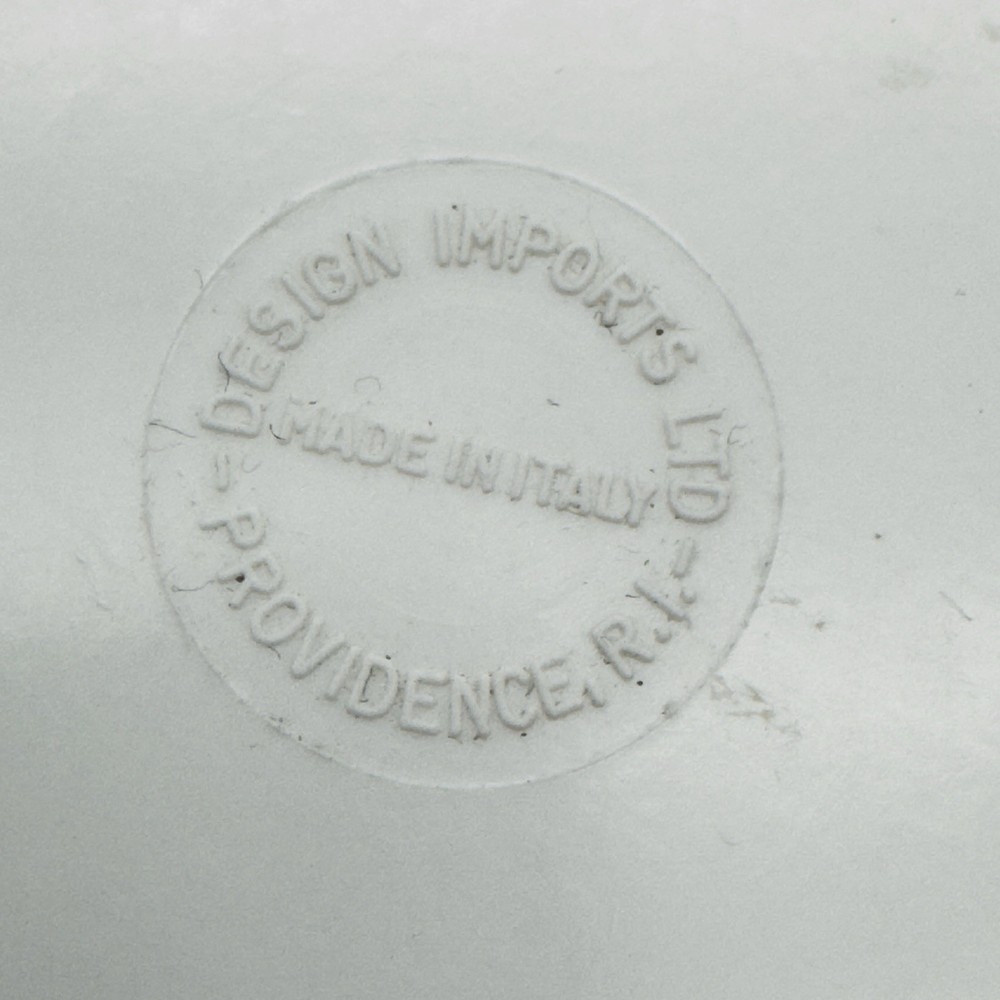 DESIGN IMPORTS LTD
MADE IN ITALY
- PROVIDENCE, R.I. -